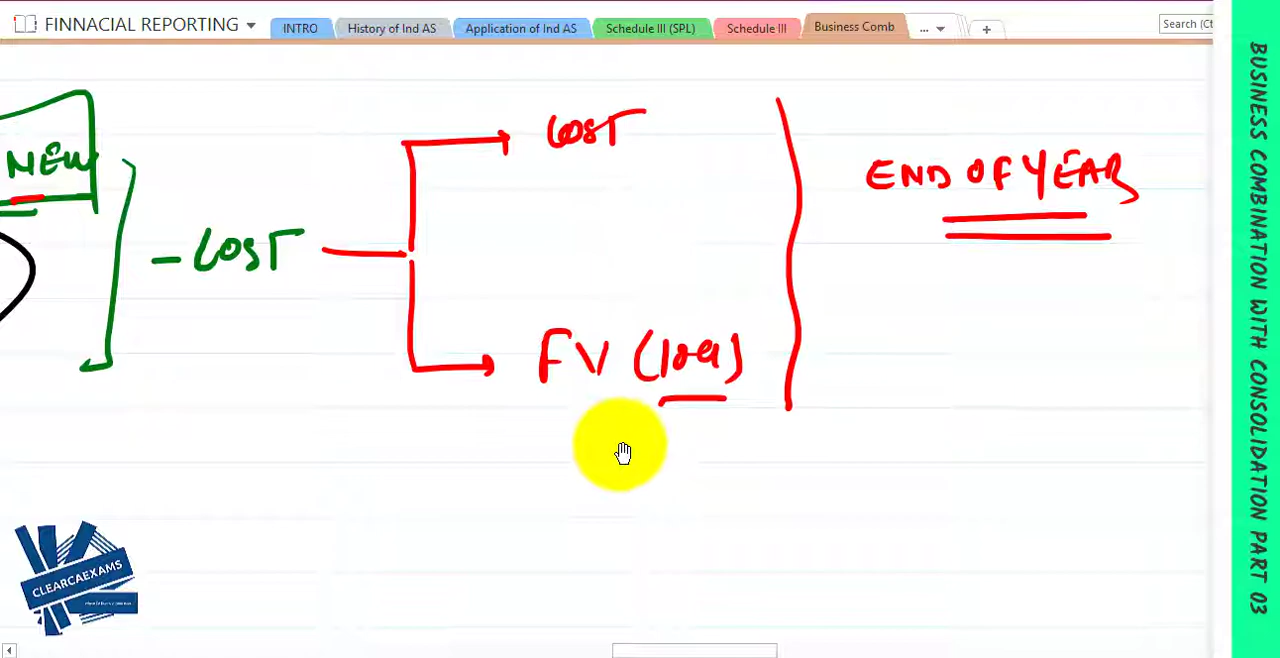 FINNACIAL REPORTING
INTRO
History of Ind AS
Application of Ind AS
Schedule III (SPL)
Schedule III
Business Comb
...
Search (Ct
NEW
- COST
COST
FV (109)
END OF YEAR
CLEARCAEXAMS
BUSINESS COMBINATION WITH CONSOLIDATION PART 03